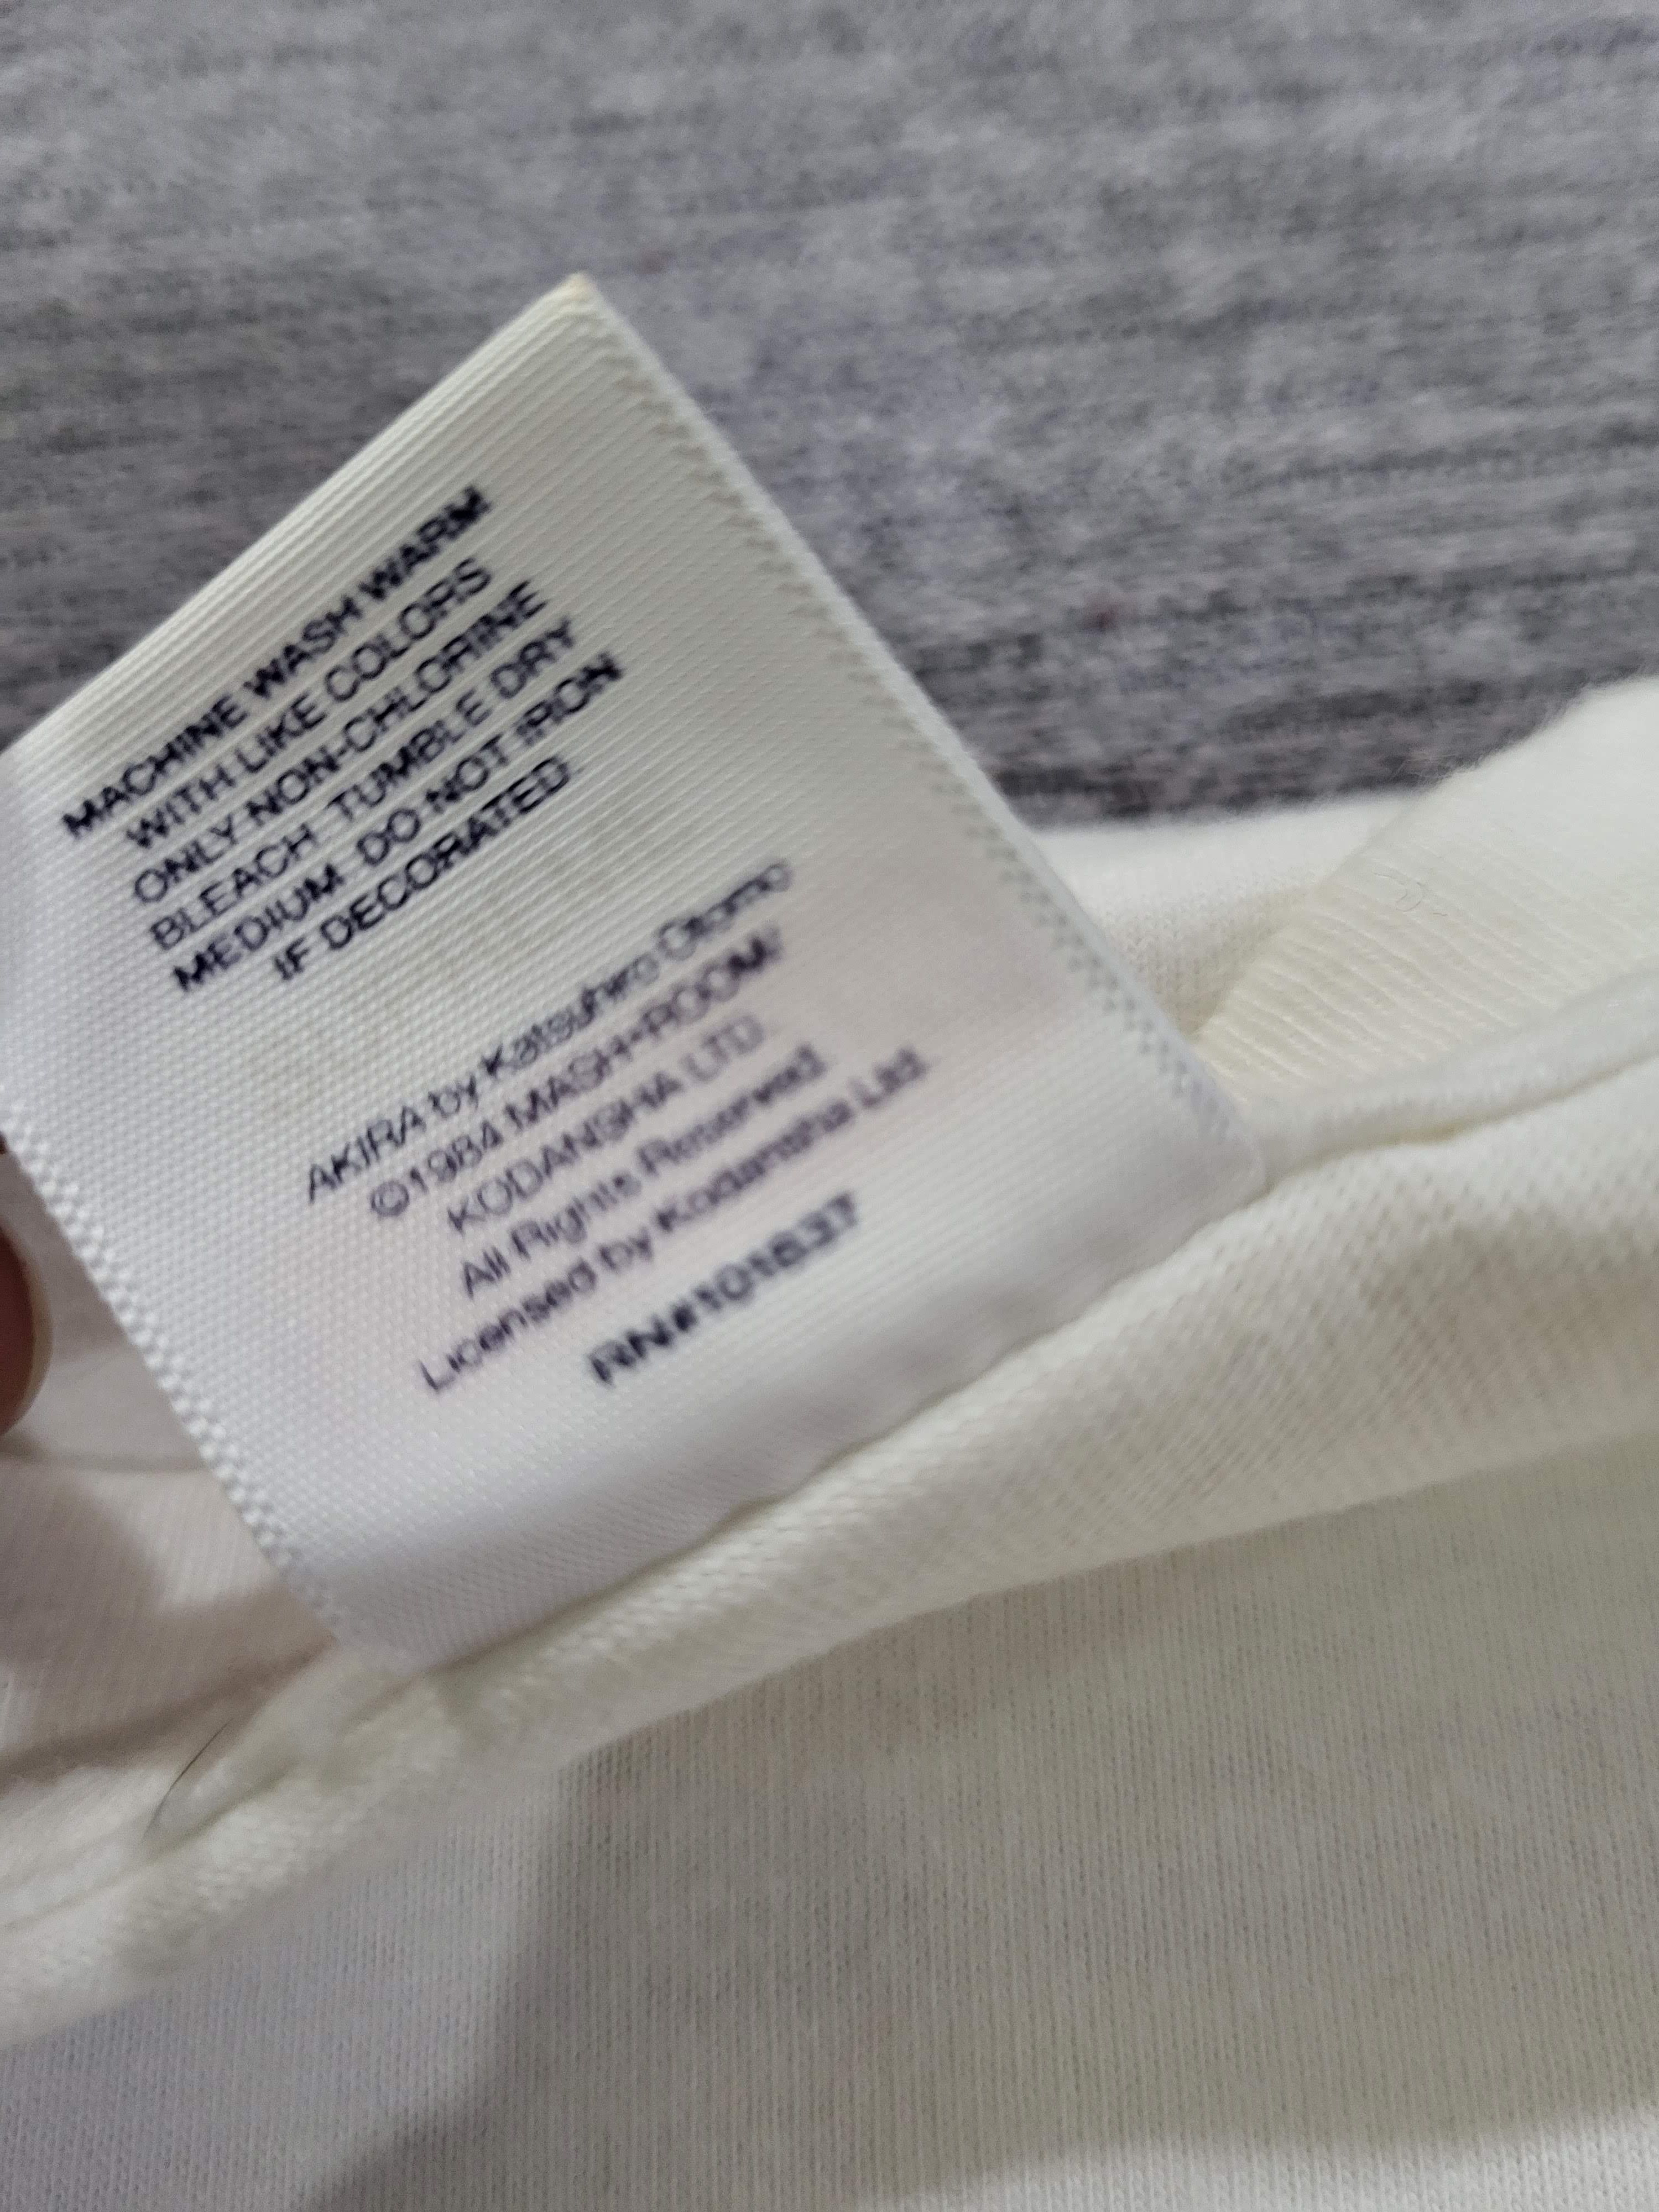 MACHINE WASH WARM
WITH LIKE COLORS
ONLY NON-CHLORINE
BLEACH TUMBLE DRY
MEDIUM DO NOT IRON
IF DECORATED
AKIRA by Katsuhiro Otomo
©1984 MASH•ROOM/
KODANSHA LTD
All Rights Reserved.
Licensed by Kodansha Ltd.
RN#101837